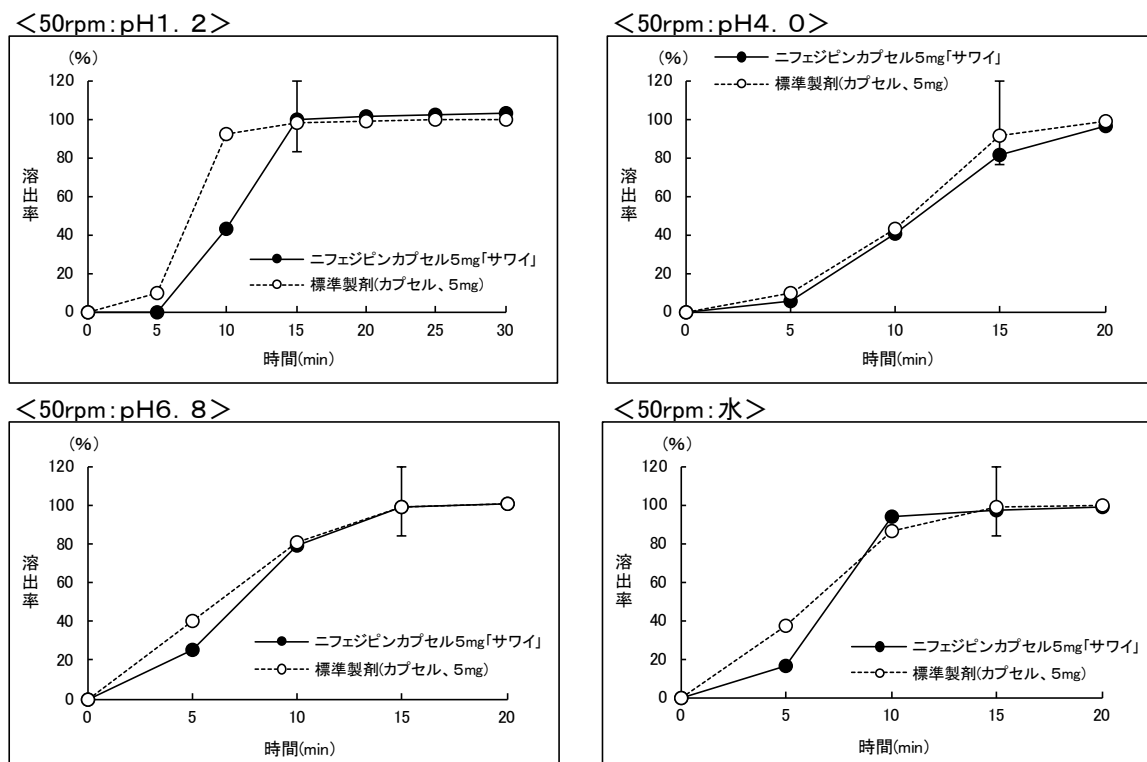 <50rpm:pH1.2>
(%)
120
100
80
60
40
20
0
溶出率
ニフェジピンカプセル5mg「サワイ」
標準製剤(カプセル、5mg)
0 5 10 15 20 25 30
時間(min)
<50rpm:pH4.0>
(%)
ニフェジピンカプセル5mg「サワイ」
標準製剤(カプセル、5mg)
120
100
80
60
40
20
0
溶出率
0 5 10 15 20
時間(min)
<50rpm:pH6.8>
(%)
120
100
80
60
40
20
0
溶出率
ニフェジピンカプセル5mg「サワイ」
標準製剤(カプセル、5mg)
0 5 10 15 20
時間(min)
<50rpm:水>
(%)
120
100
80
60
40
20
0
溶出率
ニフェジピンカプセル5mg「サワイ」
標準製剤(カプセル、5mg)
0 5 10 15 20
時間(min)